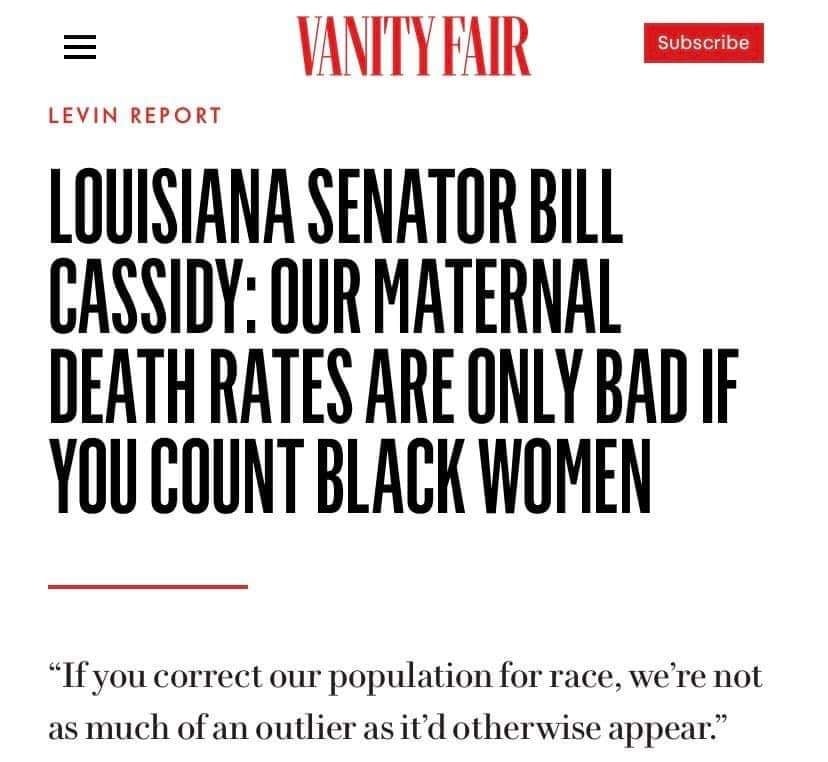 VANITY FAIR
Subscribe
LEVIN REPORT
LOUISIANA SENATOR BILL
CASSIDY: OUR MATERNAL
DEATH RATES ARE ONLY BAD IF
YOU COUNT BLACK WOMEN
“If you correct our population for race, we’re not
as much of an outlier as it’d otherwise appear.”